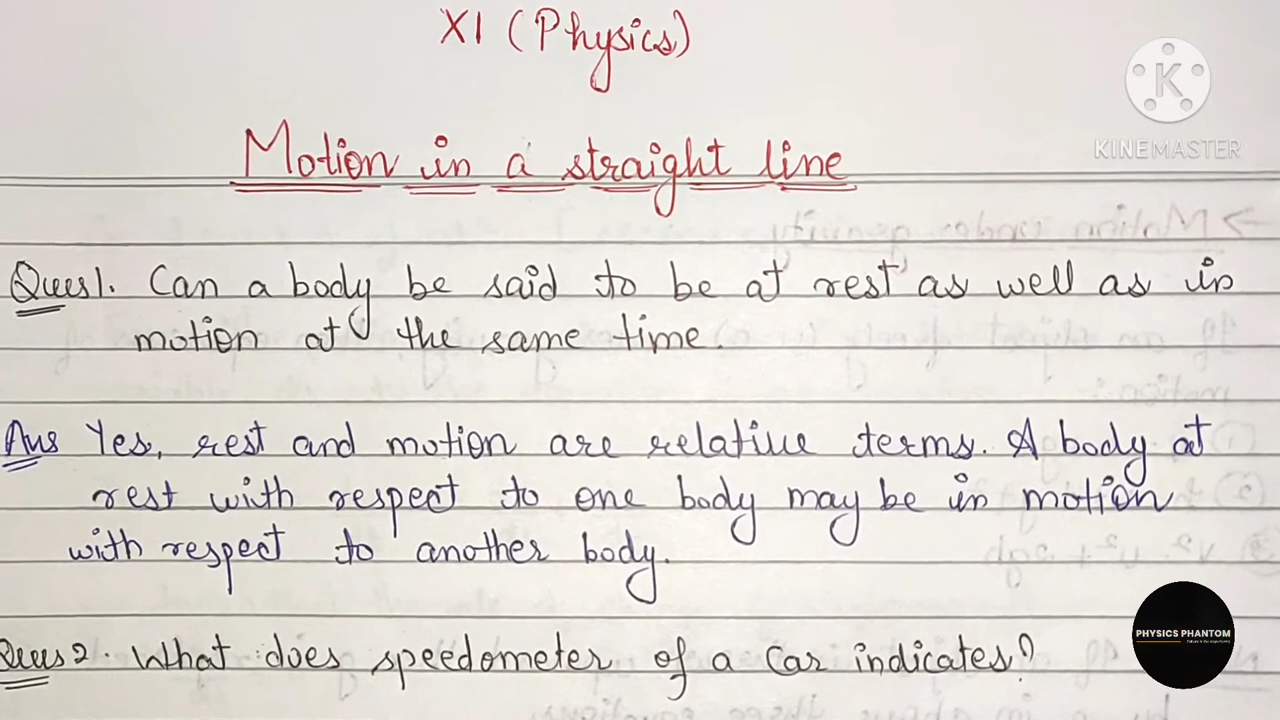 XI (Physics)
KINEMASTER
Motion in a straight line
Ques1. Can a body be said to be at rest as well as in
motion at the same time.
Ans Yes, rest and motion are relative terms. A body at
rest with respect to one body may be in motion
with respect to another body.
PHYSICS PHANTOM
Ques 2. What does speedometer of a car indicates?